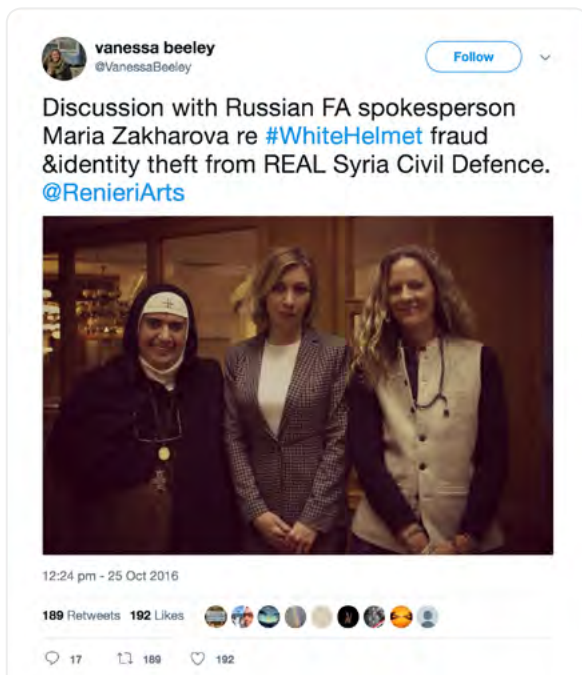 vanessa beeley
@VanessaBeeley
Follow
Discussion with Russian FA spokesperson
Maria Zakharova re #WhiteHelmet fraud
&identity theft from REAL Syria Civil Defence.
@RenieriArts
12:24 pm - 25 Oct 2016
189 Retweets 192 Likes
17 189 192